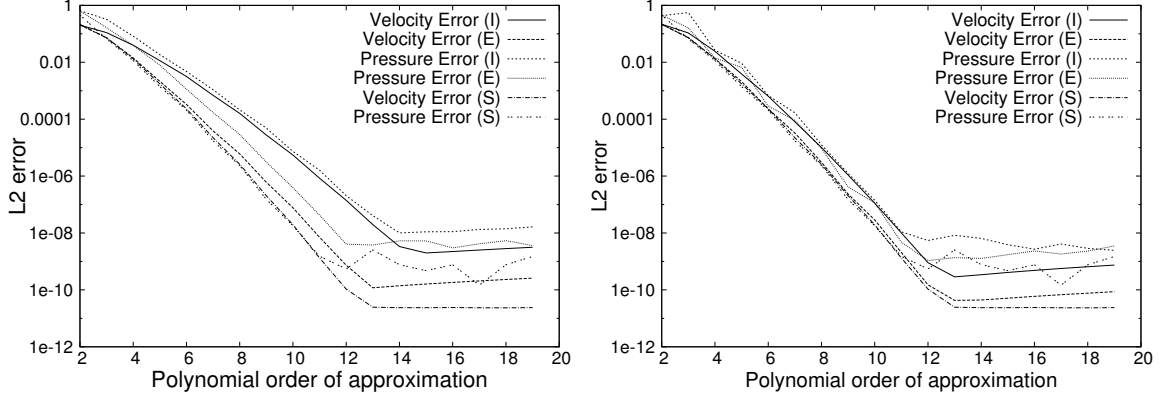 1
0.01
0.0001
1e-06
1e-08
1e-10
1e-12
L2 error
2 4 6 8 10 12 14 16 18 20
Polynomial order of approximation
Velocity Error (I)
Velocity Error (E)
Pressure Error (I)
Pressure Error (E)
Velocity Error (S)
Pressure Error (S)
1
0.01
0.0001
1e-06
1e-08
1e-10
1e-12
L2 error
2 4 6 8 10 12 14 16 18 20
Polynomial order of approximation
Velocity Error (I)
Velocity Error (E)
Pressure Error (I)
Pressure Error (E)
Velocity Error (S)
Pressure Error (S)